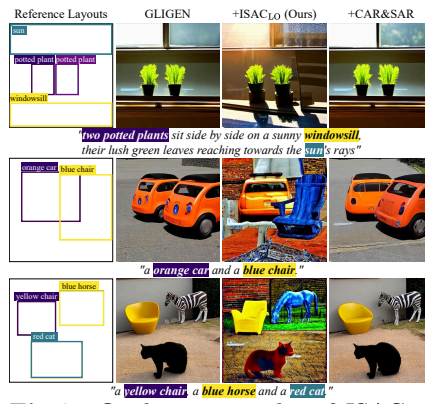 Reference Layouts GLIGEN +ISACLO (Ours) +CAR&SAR
sun
potted plant potted plant
windowsill
"two potted plants sit side by side on a sunny windowsill,
their lush green leaves reaching towards the sun's rays"
orange car blue chair
"a orange car and a blue chair."
blue horse
yellow chair
red cat
"a yellow chair, a blue horse and a red cat."